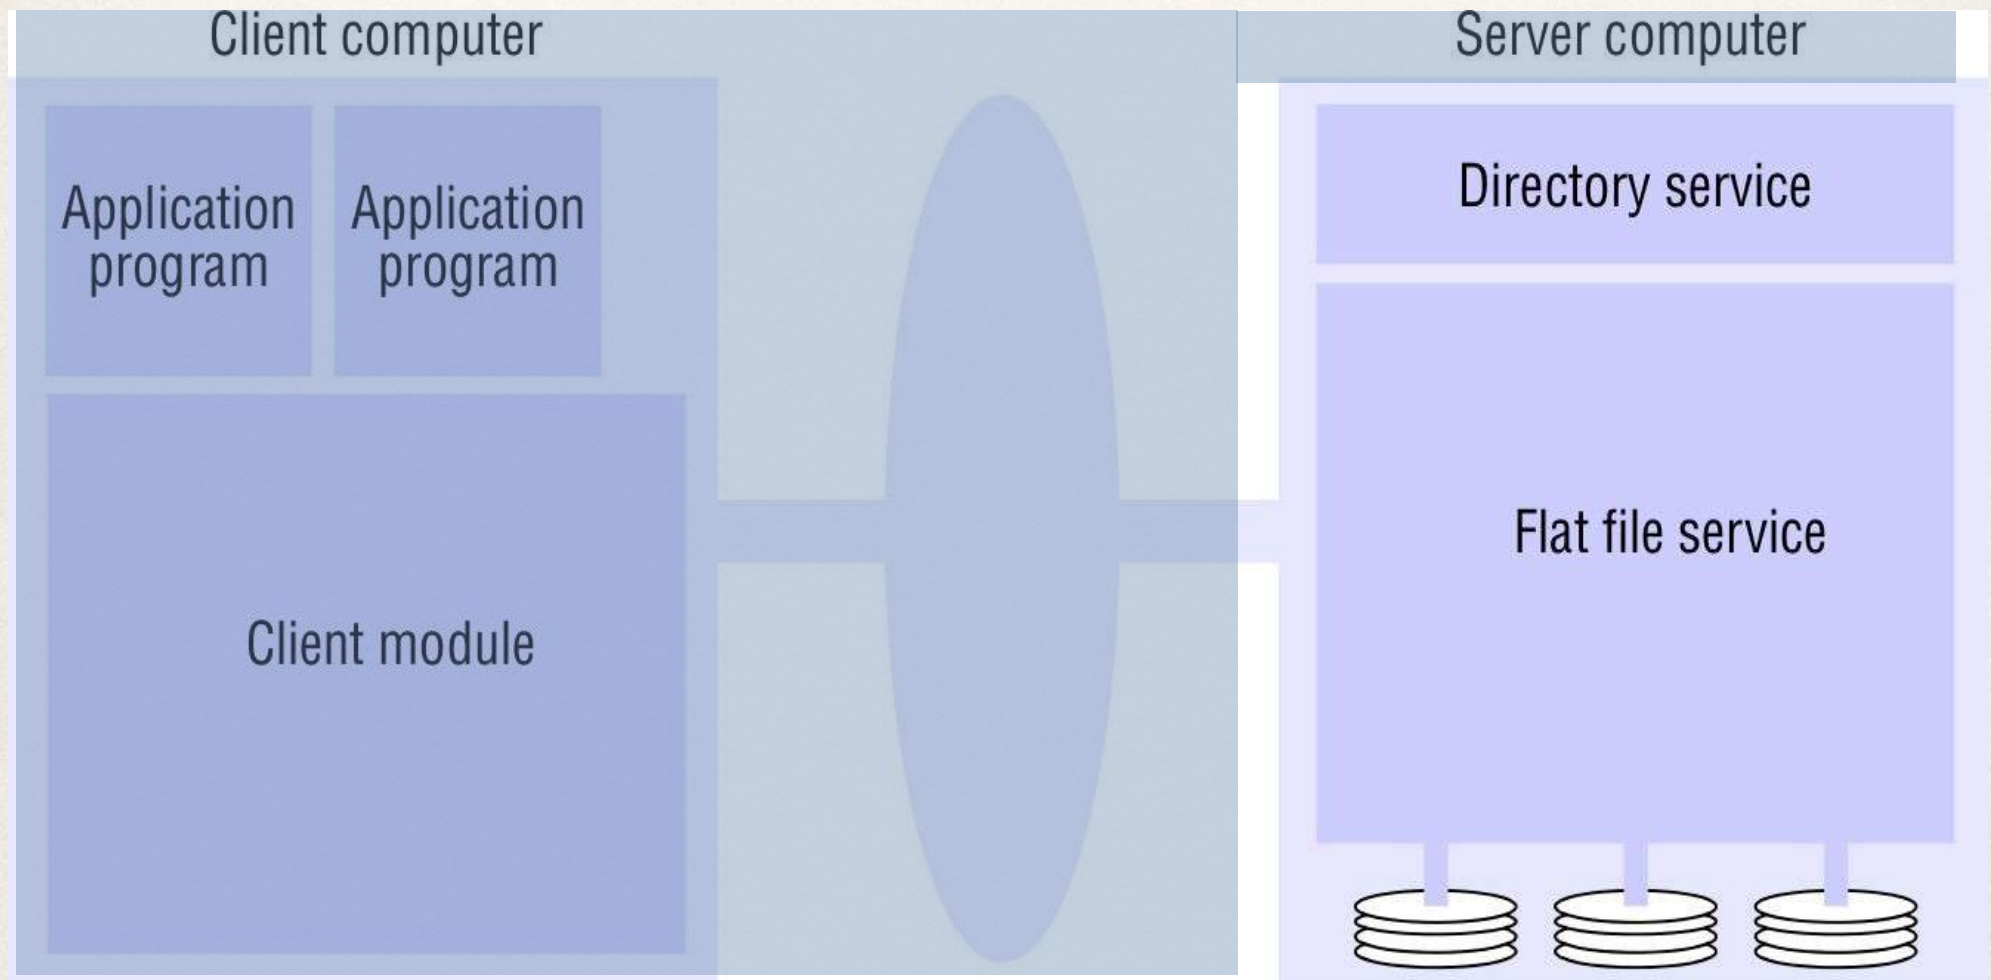 Client computer
Server computer
Application
program
Application
program
Directory service
Flat file service
Client module